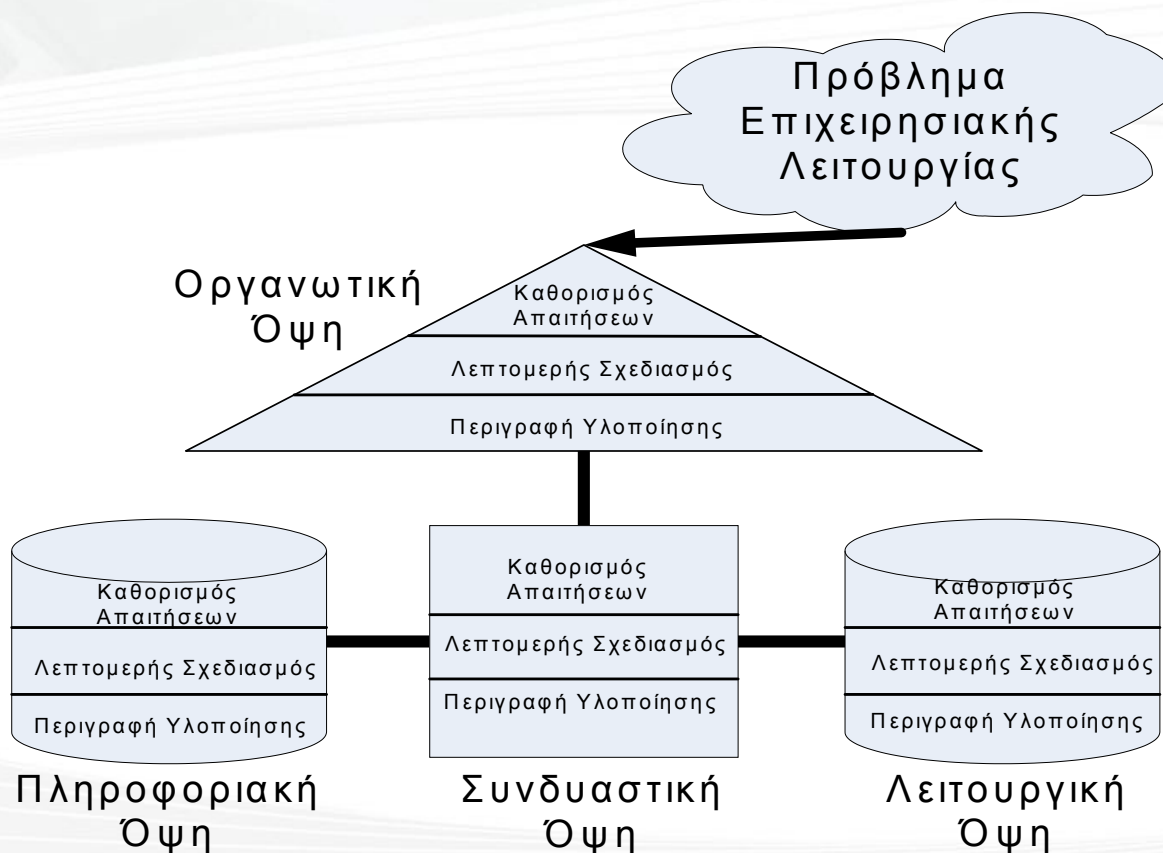 Πρόβλημα
Επιχειρησιακής
Λειτουργίας
Οργανωτική
Όψη
Καθορισμός
Απαιτήσεων
Λεπτομερής Σχεδιασμός
Περιγραφή Υλοποίησης
Καθορισμός
Απαιτήσεων
Λεπτομερής Σχεδιασμός
Περιγραφή Υλοποίησης
Πληροφοριακή
Όψη
Καθορισμός
Απαιτήσεων
Λεπτομερής Σχεδιασμός
Περιγραφή Υλοποίησης
Συνδυαστική
Όψη
Καθορισμός
Απαιτήσεων
Λεπτομερής Σχεδιασμός
Περιγραφή Υλοποίησης
Λειτουργική
Όψη